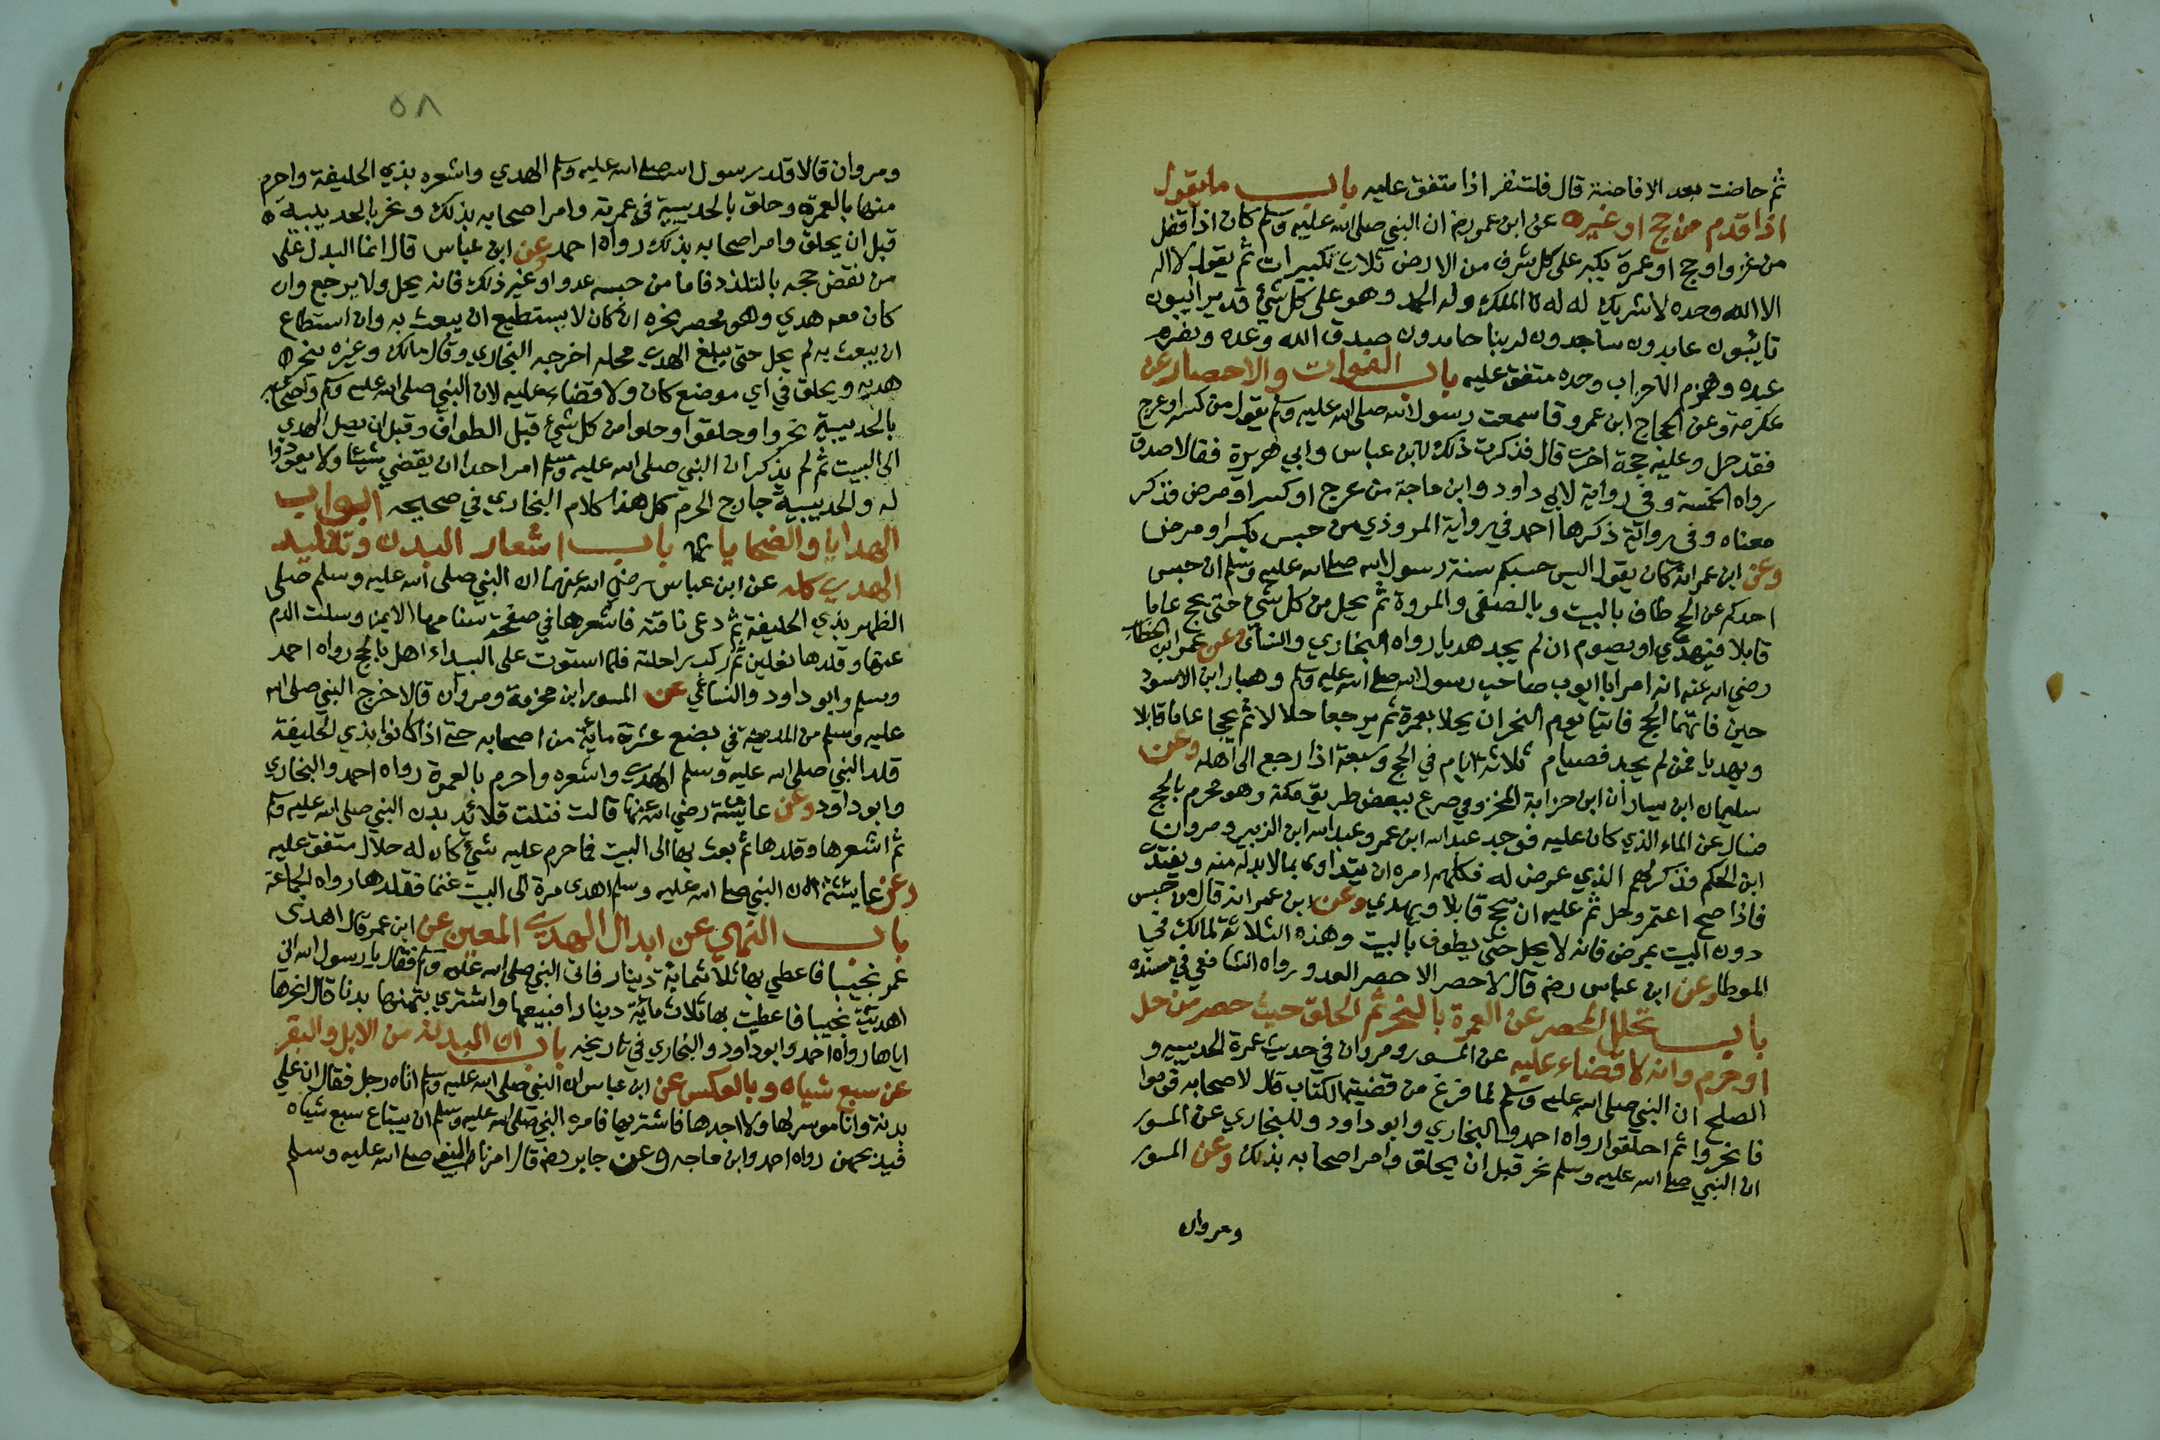 ثم حاضت بعد الافاضة قال فلتنفر اذا متفق عليه باب ما يقول
اذا قدم من حج او غيره عن ابن عمر رضه ان النبي صلى الله عليه وسلم كان اذا قفل
من غزو او حج او عمرة يكبر على كل شرف من الارض ثلاث تكبيرات ثم يقول لا اله
الا الله وحده لا شريك له له الملك وله الحمد وهو على كل شيئ قدير ائيبون
تايئبون عابدون ساجدون لربنا حامدون صدق الله وعده ونصر
عبده وهزم الاحزاب وحده متفق عليه باب الفوات والاحصار عن
عكرمة وعن الحجاج ابن عمرو قا سمعت رسول الله صلى الله عليه وسلم يقول من كسر او عرج
فقد حل وعليه حجة اخرى قال فذكرت ذلك لابن عباس وابي هريرة فقالا صدق
رواه الخمسة وفي رواية لابي داود وابن ماجة من عرج او كسر او مرض فذكر
معناه وفي رواية ذكرها احمد في رواية المروذي من حبس بكسر او مرض
وعن ابن عمر انه كان يقول اليس حسبكم سنة رسول الله صلى الله عليه وسلم ان حبس
احدكم عن الحج طاف بالبيت وبالصفى والمروة ثم يحل من كل شيئ حتى يحج عاما
قابلا فيهدي او يصوم ان لم يجد هديا رواه البخاري والنسائ وعن عمر ابن الخطاب
رضي الله عنه انه امر ابا ايوب صاحب رسول الله صلى الله عليه وسلم وهبار ابن الاسود
حين فاتهما الحج فاتيا يوم النحر ان يحلا بعمرة ثم يرجعا حلالا ثم يحجا عاما قابلا
ويهديا فمن لم يجد فصيام ثلاثة ايام في الحج وسبعة اذا رجع الى اهله وعن
سليمان ابن يسار ان ابن حزابة المخزومي صرع ببعض طريق مكة وهو محرم بالحج
فسال عن الماء الذي كان عليه فوجد عبد الله ابن عمر وعبد الله ابن الزبير ومروان
ابن الحكم فذكر لهم الذي عرض له فكلهم امره ان يتداوى بما لابد له منه ويفتد
فاذا صح اعتمر وحل ثم عليه ان يحج قابلا ويهدي وعن ابن عمر انه قال من حبس
دون البيت بمرض فانه لا يحل حتى يطوف بالبيت وهذه الثلاثة لمالك في
الموطا وعن ابن عباس رضه قال لا حصر الا حصر العدو رواه الشافعي في مسنده
باب تحلل المحصر عن العمرة بالنحر ثم الحلق حيث حصر من حل
او حرم وانه لا قضاء عليه عن المسور ومروان في حديث عمرة الحديبيه و
الصلح ان النبي صلى الله عليه وسلم لما فرغ من قضية الكتاب قال لاصحابه قوموا
فانحروا ثم احلقوا رواه احمد والبخاري وابو داود وللبخاري عن المسور
ان النبي صلى الله عليه وسلم نحر قبل ان يحلق وامر اصحابه بذلك وعن المسور
ومروان
٥٨
ومروان قالا قلد رسول الله صلى الله عليه وسلم الهدي واشعره بذي الحليفة واحرم
منها بالعمرة وحلق بالحديبية في عمرته وامر اصحابه بذلك ونحر بالحديبية
قبل ان يحلق وامر اصحابه بذلك رواه احمد وعن ابن عباس قال انما البدل على
من نقض حجه بالتلذذ فاما من حبسه عدو او غير ذلك فانه يحل ولا يرجع وان
كان معه هدي وهو محصر نحره ان كان لا يستطيع ان يبعث به وان استطاع
ان يبعث به لم يحل حتى يبلغ الهدي محله اخرجه البخاري وقال مالك وغيره ينحر
هديه ويحلق في اي موضع كان ولا قضاء عليه لان النبي صلى الله عليه وسلم واصحابه
بالحديبية نحروا وحلقوا وحلوا من كل شيئ قبل الطواف وقبل ان يصل الهدي
الى البيت ثم لم يذكر ان النبي صلى الله عليه وسلم امر احدا ان يقضي شيئا ولا يعودوا
له والحديبية خارج الحرم كل هذا كلام البخاري في صحيحه ابواب
الهدايا والضحايا باب اشعار البدن وتقليد
الهدي كله عن ابن عباس رضي الله عنهما ان النبي صلى الله عليه وسلم صلى
الظهر بذي الحليفة ثم دعى ناقته فاشعرها في صفحة سنامها الايمن وسلت الدم
عنها وقلدها نعلين ثم ركب راحلته فلما استوت على البيداء اهل بالحج رواه احمد
ومسلم وابو داود والنسائي عن المسور ابن مخرمة ومروان قالا خرج النبي صلى الله
عليه وسلم من المدينة في بضع عشرة ماية من اصحابه حتى اذا كانوا بذي الحليفة
قلد النبي صلى الله عليه وسلم الهدي واشعره واحرم بالعمرة رواه احمد والبخاري
وابو داود وعن عايشة رضي الله عنها قالت فتلت قلائد بدن النبي صلى الله عليه وسلم
ثم اشعرها وقلدها ثم بعث بها الى البيت فما حرم عليه شيئ كان له حلال متفق عليه
وعن عايشة ان النبي صلى الله عليه وسلم اهدى مرة الى البيت غنما فقلدها رواه الجماعة
باب النهي عن ابدال الهدي المعين عن ابن عمر قال اهدى
عمر نجيبا فاعطي بها ثلاثماية دينار فاتى النبي صلى الله عليه وسلم فقال يا رسول الله اني
اهديت نجيبا فاعطيت بها ثلاث ماية دينار افبيعها واشتري بثمنها بدنا قال انحرها
اياها رواه احمد وابو داود والبخاري في تاريخه باب ان البدنة من الابل والبقر
عن سبع شياه وبالعكس عن ابن عباس ان النبي صلى الله عليه وسلم اتاه رجل فقال ان علي
بدنة وانا موسر لها ولا اجدها فاشتريها فامره النبي صلى الله عليه وسلم ان يبتاع سبع شياه
فيذبحهن رواه احمد وابن ماجه وعن جابر رضه قال امرنا النبي صلى الله عليه وسلم